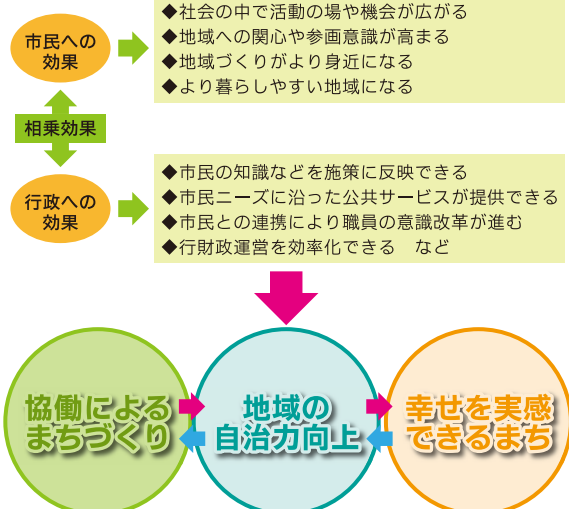 市民への
効果
◆社会の中で活動の場や機会が広がる
◆地域への関心や参画意識が高まる
◆地域づくりがより身近になる
◆より暮らしやすい地域になる
相乗効果
行政への
効果
◆市民の知識などを施策に反映できる
◆市民ニーズに沿った公共サービスが提供できる
◆市民との連携により職員の意識改革が進む
◆行財政運営を効率化できる　など
協働による
まちづくり
地域の
自治力向上
幸せを実感
できるまち